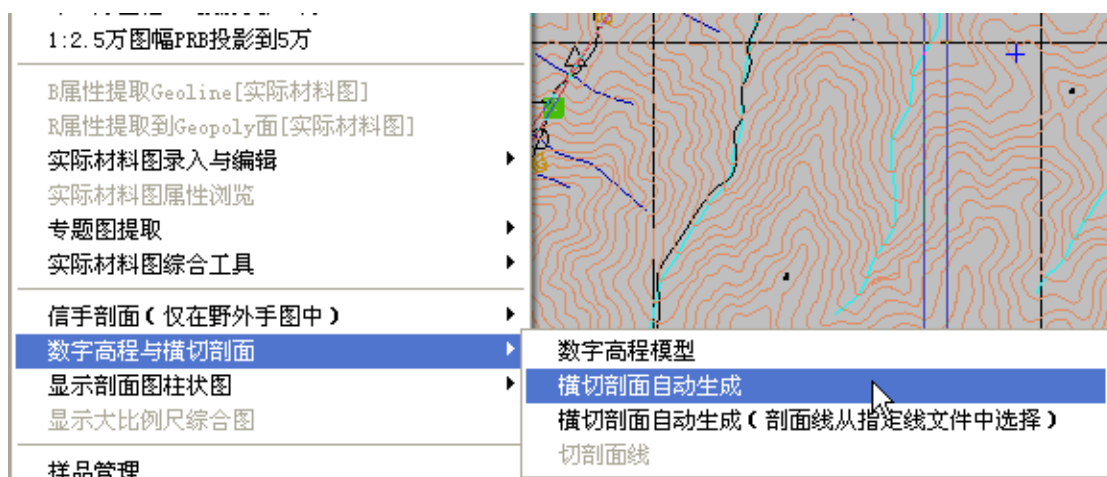 1:2.5万图幅PRB投影到5万
B属性提取Geoline[实际材料图]
R属性提取到Geopoly面[实际材料图]
实际材料图录入与编辑
实际材料图属性浏览
专题图提取
实际材料图综合工具
信手剖面(仅在野外手图中)
数字高程与横切剖面
显示剖面图柱状图
显示大比例尺综合图
样品管理
数字高程模型
横切剖面自动生成
横切剖面自动生成(剖面线从指定线文件中选择)
切剖面线